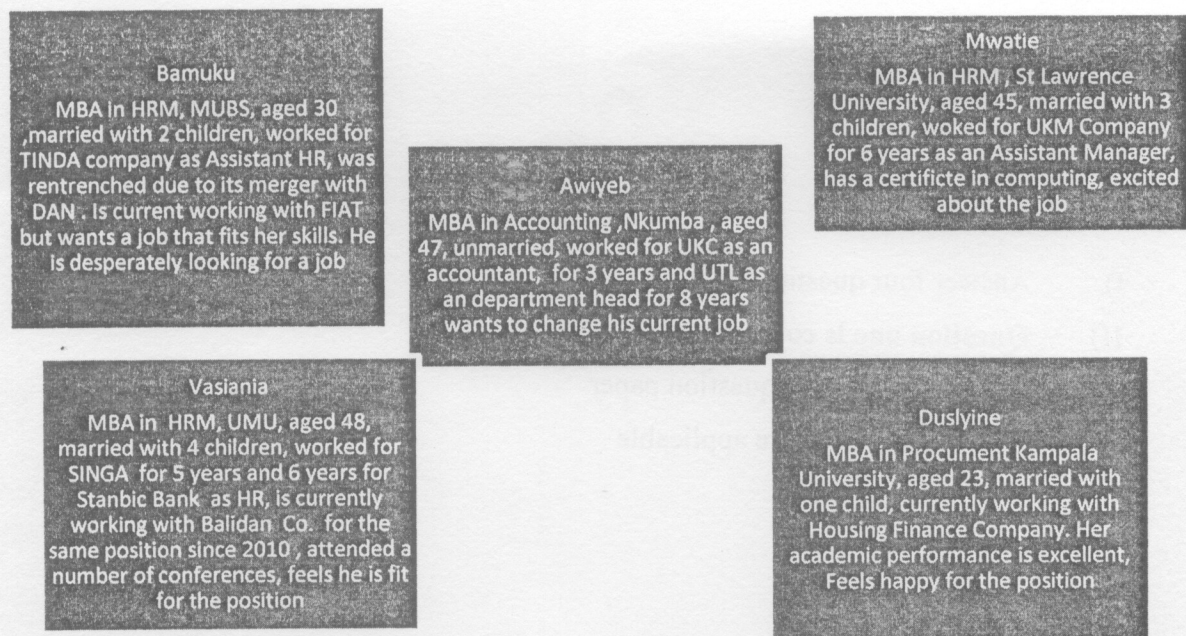 Bamuku
MBA in HRM, MUBS, aged 30
,married with 2 children, worked for
TINDA company as Assistant HR, was
rentrenched due to its merger with
DAN . Is current working with FIAT
but wants a job that fits her skills. He
is desperately looking for a job
Mwatie
MBA in HRM , St Lawrence
University, aged 45, married with 3
children, woked for UKM Company
for 6 years as an Assistant Manager,
has a certificte in computing, excited
about the job
Awiyeb
MBA in Accounting ,Nkumba , aged
47, unmarried, worked for UKC as an
accountant, for 3 years and UTL as
an department head for 8 years
wants to change his current job
Vasiania
MBA in HRM, UMU, aged 48,
married with 4 children, worked for
SINGA for 5 years and 6 years for
Stanbic Bank as HR, is currently
working with Balidan Co. for the
same position since 2010 , attended a
number of conferences, feels he is fit
for the position
Duslyine
MBA in Procument Kampala
University, aged 23, married with
one child, currently working with
Housing Finance Company. Her
academic performance is excellent,
Feels happy for the position